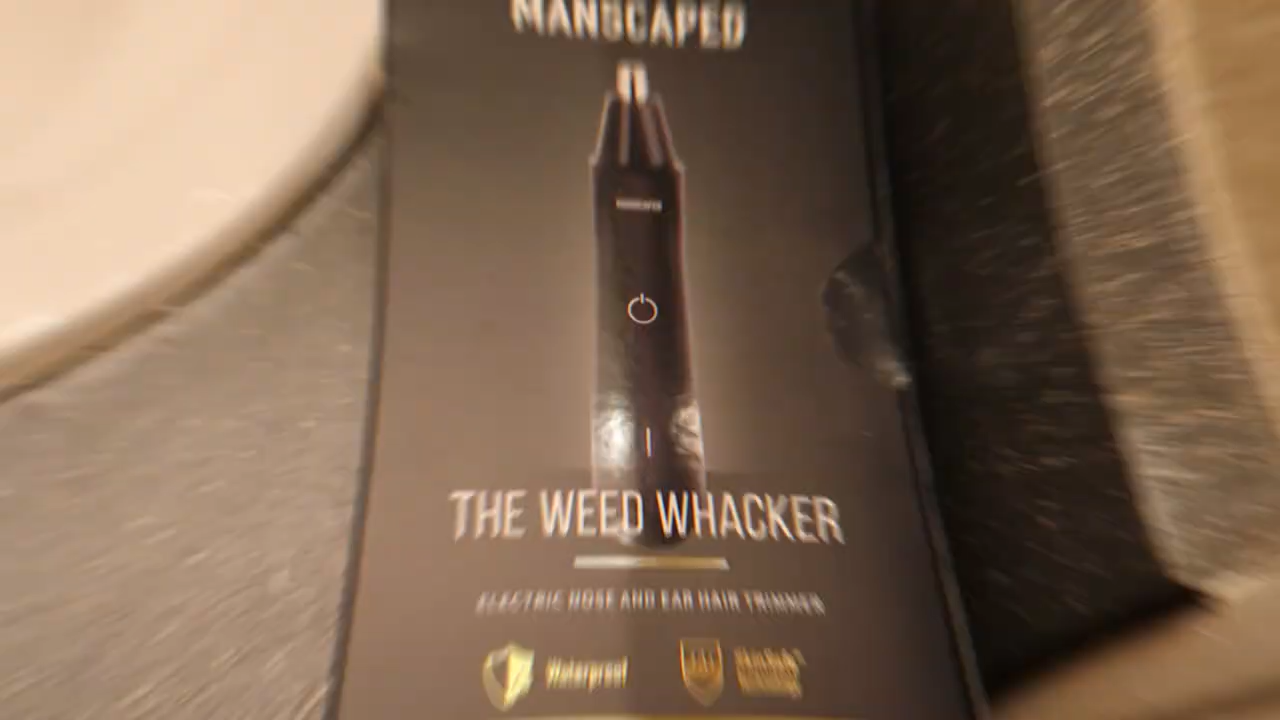 MANSCAPED
THE WEED WHACKER
ELECTRIC NOSE AND EAR HAIR TRIMMER
Waterproof